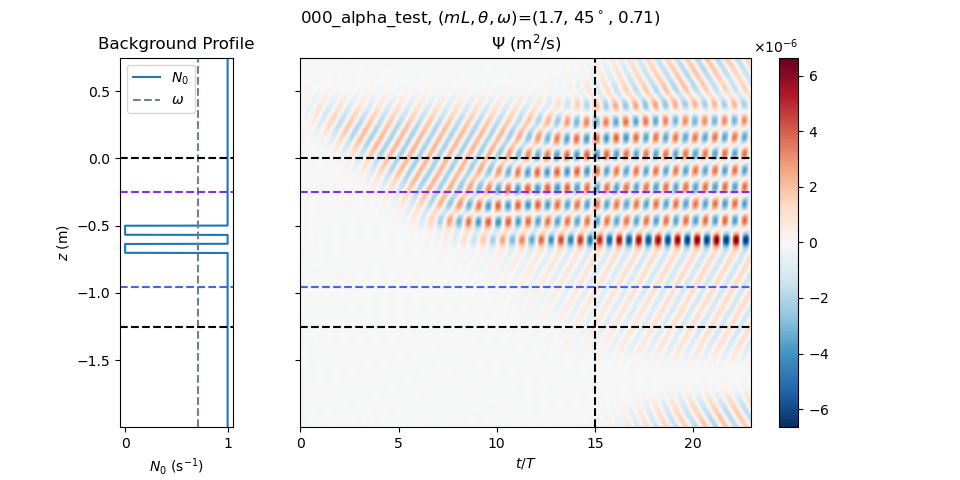 000_alpha_test, (mL, θ, ω)=(1.7, 45°, 0.71)
Background Profile
Ψ (m²/s)
×10⁻⁶
N₀
ω
0.5
0.0
−0.5
−1.0
−1.5
z (m)
0 1
N₀ (s⁻¹)
0 5 10 15 20
t/T
6
4
2
0
−2
−4
−6